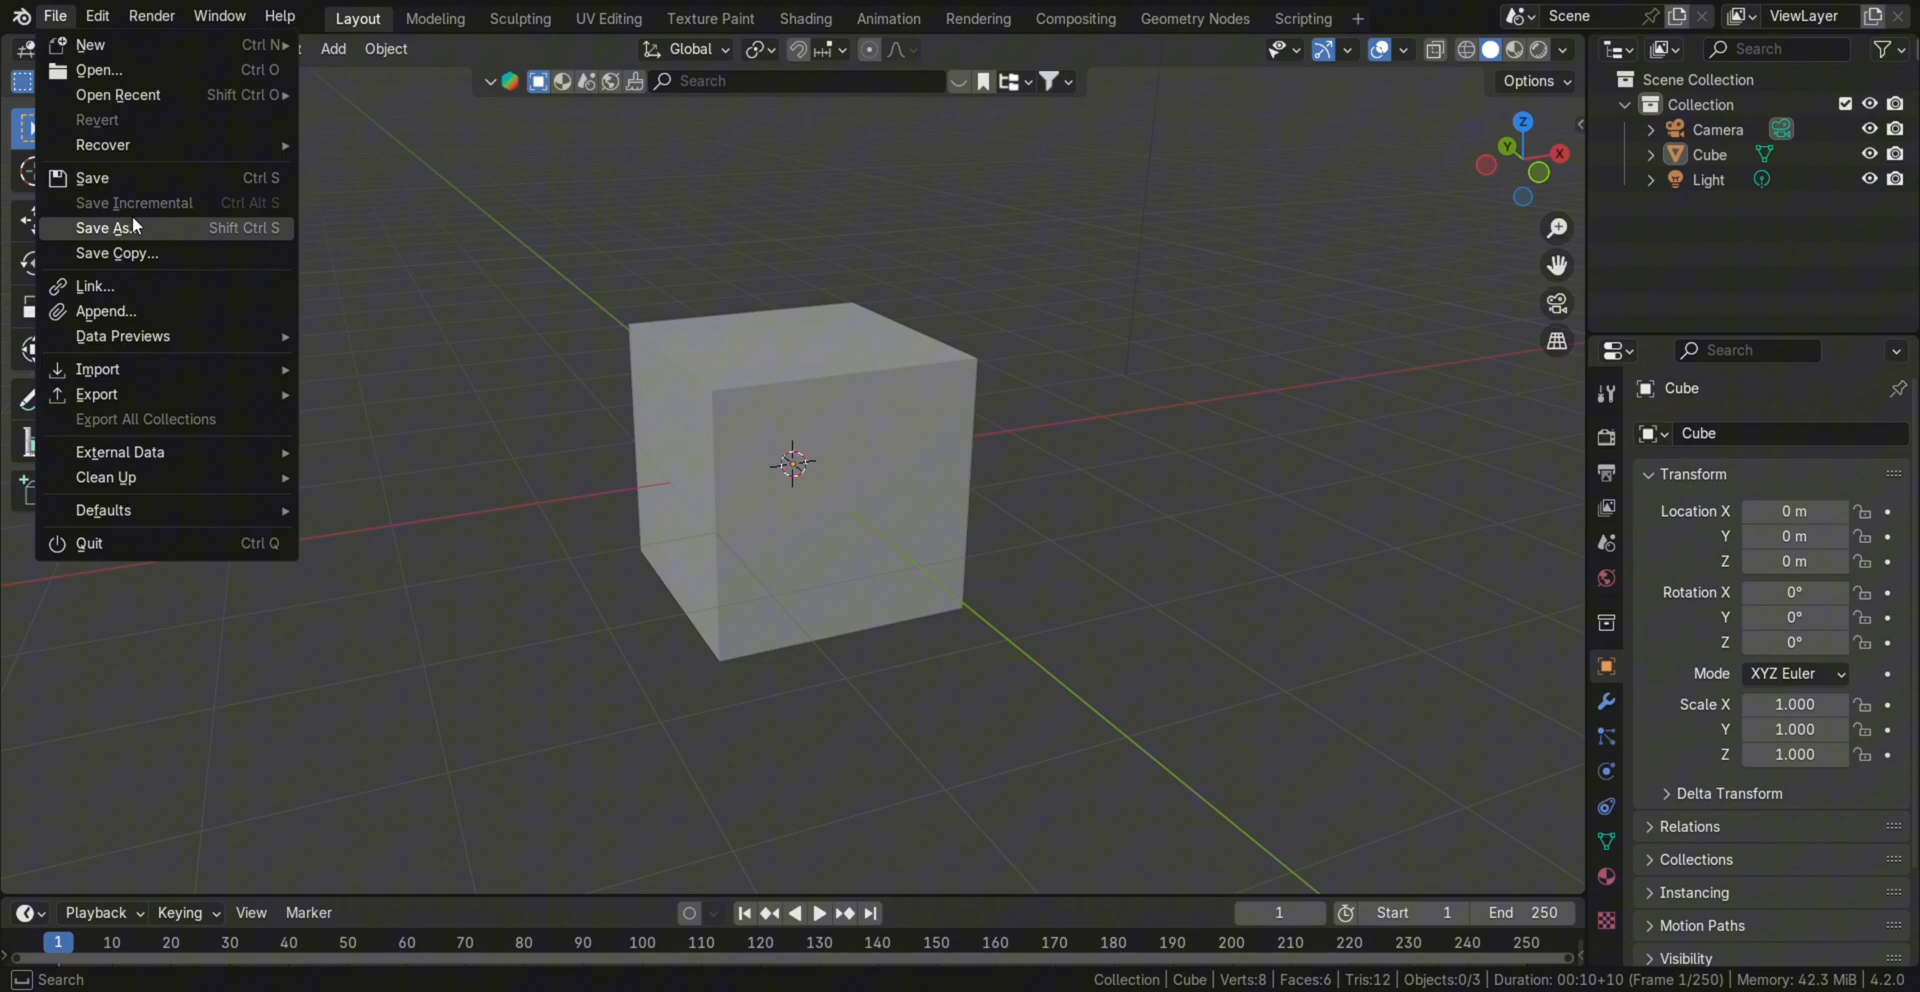 File Edit Render Window Help Layout Modeling Sculpting UV Editing Texture Paint Shading Animation Rendering Compositing Geometry Nodes Scripting + Scene ViewLayer
Add Object Global Search
Search Options
New Ctrl N
Open... Ctrl O
Open Recent Shift Ctrl O
Revert
Recover
Save Ctrl S
Save Incremental Ctrl Alt S
Save As... Shift Ctrl S
Save Copy...
Link...
Append...
Data Previews
Import
Export
Export All Collections
External Data
Clean Up
Defaults
Quit Ctrl Q
Z
Y
X
Scene Collection
Collection
Camera
Cube
Light
Search
Cube
Cube
Transform
Location X 0 m
Y 0 m
Z 0 m
Rotation X 0°
Y 0°
Z 0°
Mode XYZ Euler
Scale X 1.000
Y 1.000
Z 1.000
Delta Transform
Relations
Collections
Instancing
Motion Paths
Visibility
Playback Keying View Marker 1 Start 1 End 250
1 10 20 30 40 50 60 70 80 90 100 110 120 130 140 150 160 170 180 190 200 210 220 230 240 250
Search Collection | Cube | Verts:8 | Faces:6 | Tris:12 | Objects:0/3 | Duration: 00:10+10 (Frame 1/250) | Memory: 42.3 MiB | 4.2.0